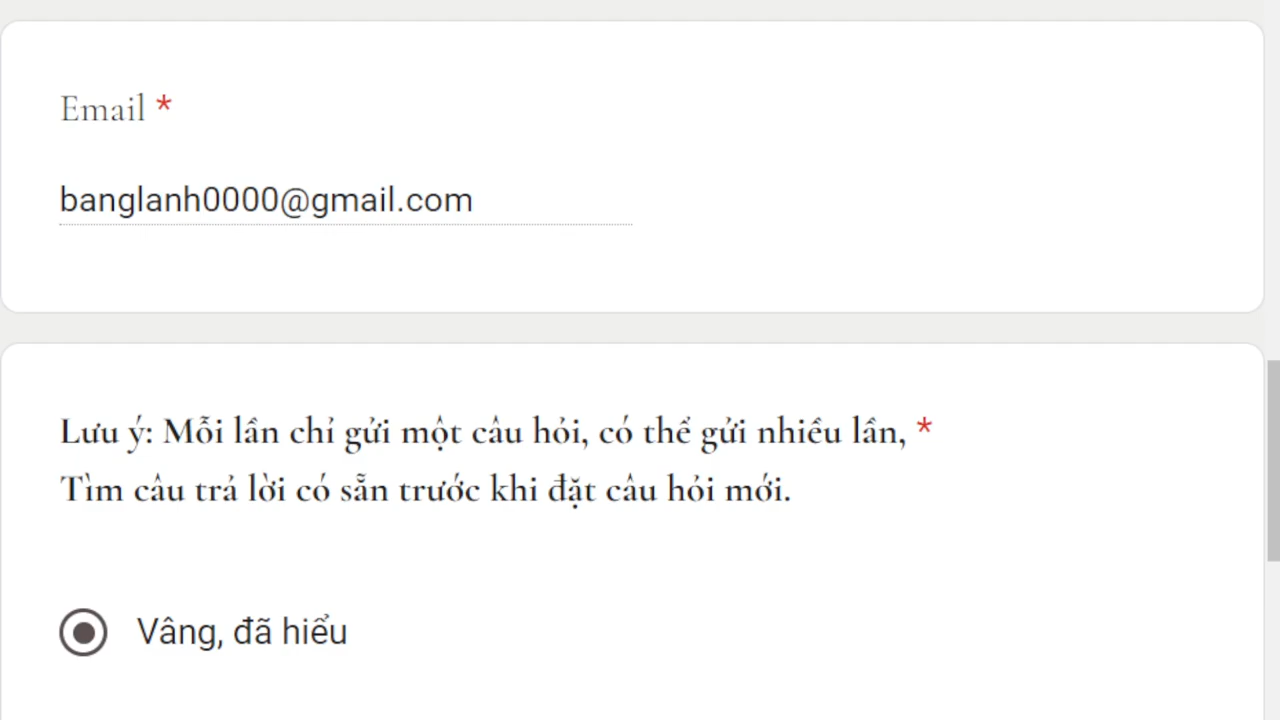 Email *
banglanh0000@gmail.com
Lưu ý: Mỗi lần chỉ gửi một câu hỏi, có thể gửi nhiều lần, *
Tìm câu trả lời có sẵn trước khi đặt câu hỏi mới.
Vâng, đã hiểu